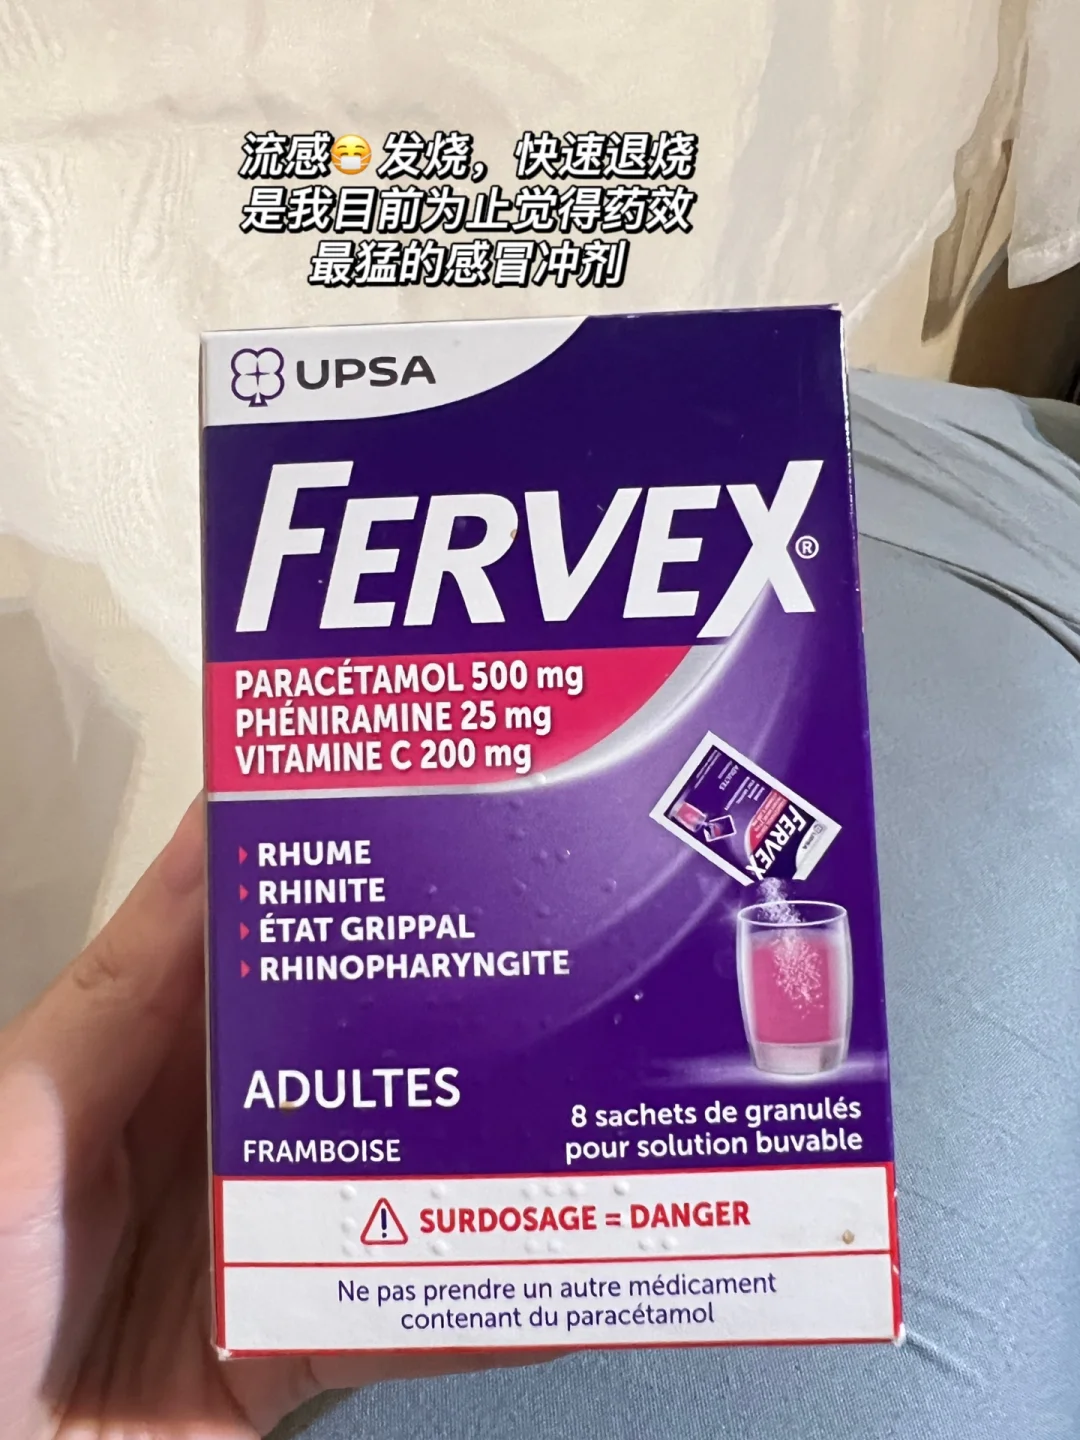 流感😷发烧，快速退烧
是我目前为止觉得药效
最猛的感冒冲剂
UPSA
FERVEX®
PARACÉTAMOL 500 mg
PHÉNIRAMINE 25 mg
VITAMINE C 200 mg
RHUME
RHINITE
ÉTAT GRIPPAL
RHINOPHARYNGITE
FERVEX
ADULTES
FRAMBOISE
8 sachets de granulés
pour solution buvable
SURDOSAGE = DANGER
Ne pas prendre un autre médicament
contenant du paracétamol